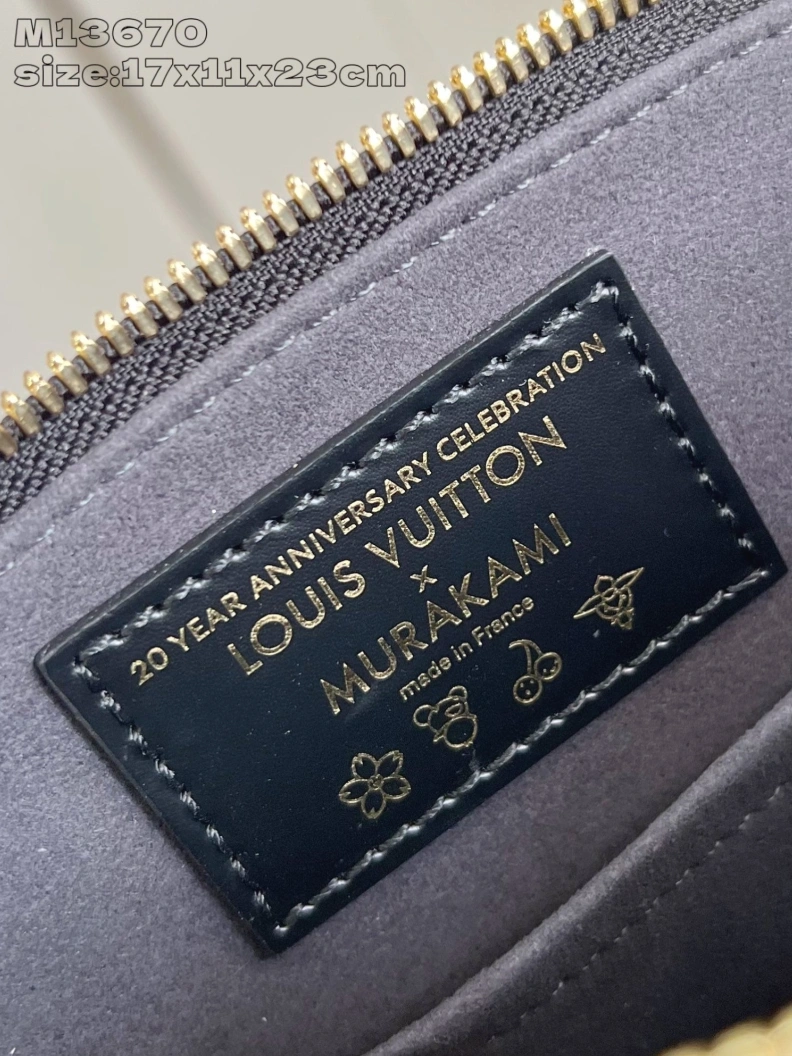 M13670
size:17x11x23cm
20 YEAR ANNIVERSARY CELEBRATION
LOUIS VUITTON
x
MURAKAMI
made in France